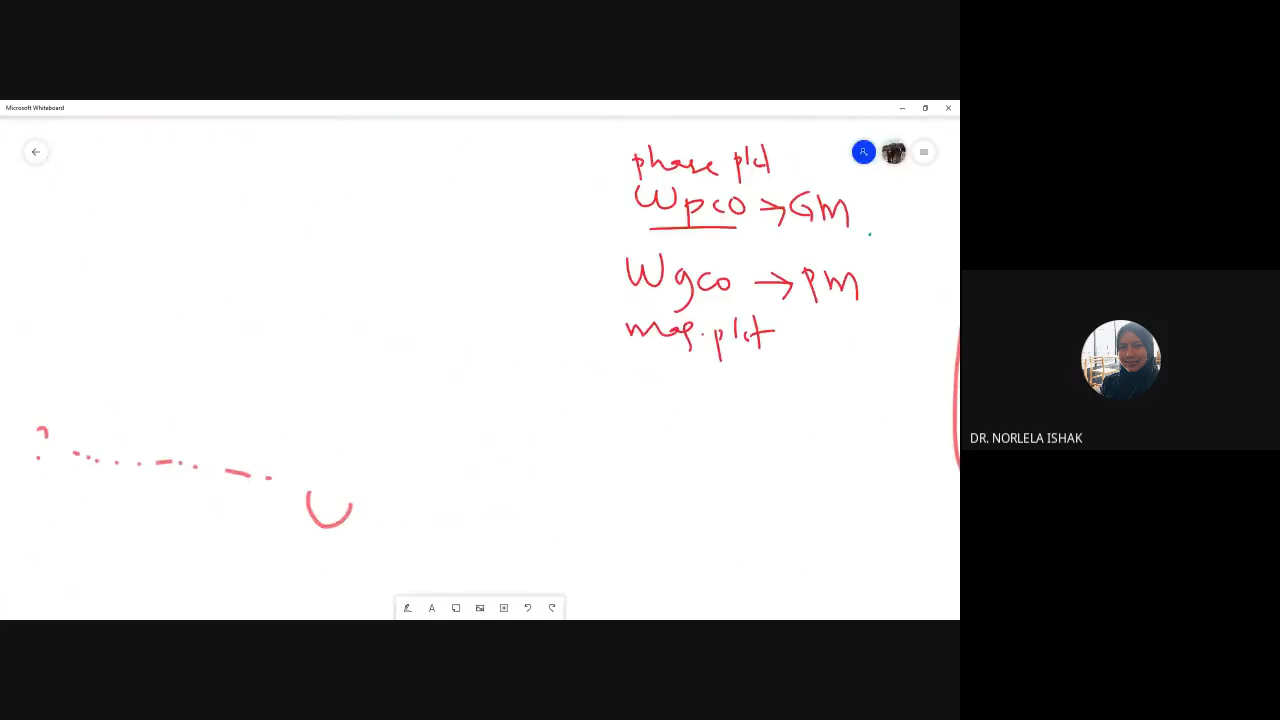 Microsoft Whiteboard
phase plot
Wpco → GM
Wgco → PM
mag. plot
?
DR. NORLELA ISHAK